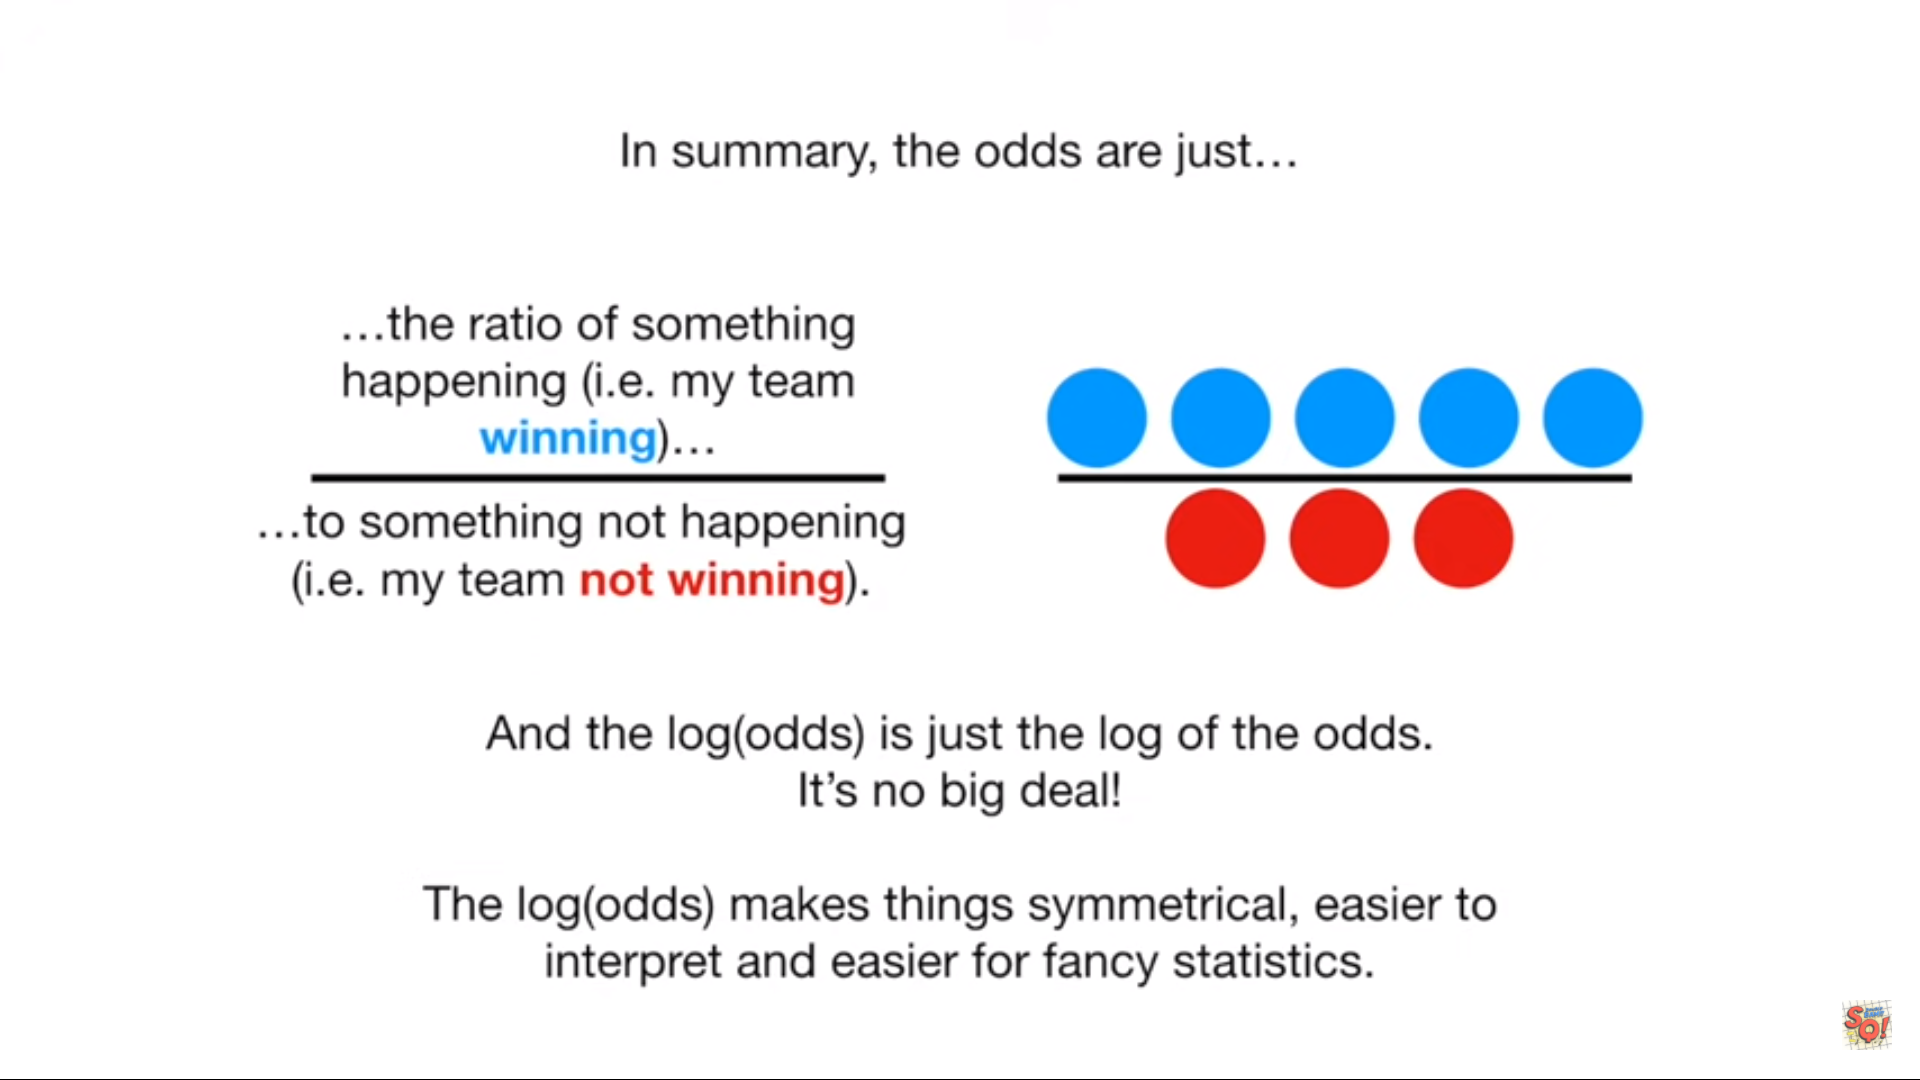 In summary, the odds are just…
…the ratio of something
happening (i.e. my team
winning)…
…to something not happening
(i.e. my team not winning).
And the log(odds) is just the log of the odds.
It’s no big deal!
The log(odds) makes things symmetrical, easier to
interpret and easier for fancy statistics.
SQ!